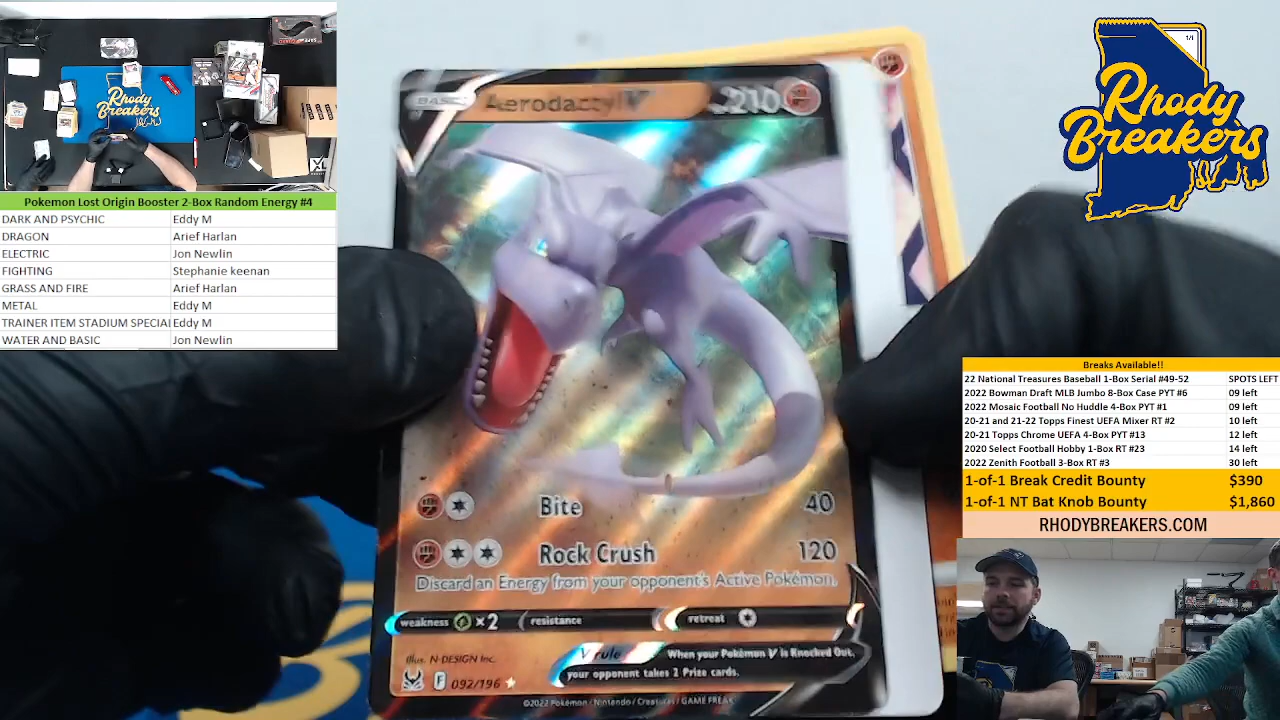 Rhody
Breakers
Pokemon Lost Origin Booster 2-Box Random Energy #4
DARK AND PSYCHIC Eddy M
DRAGON Arief Harlan
ELECTRIC Jon Newlin
FIGHTING Stephanie keenan
GRASS AND FIRE Arief Harlan
METAL Eddy M
TRAINER ITEM STADIUM SPECIAL Eddy M
WATER AND BASIC Jon Newlin
BASIC Aerodactyl V 210
Bite 40
Rock Crush 120
Discard an Energy from your opponent's Active Pokémon.
weakness ×2 resistance retreat
V rule When your Pokémon V is Knocked Out,
your opponent takes 2 Prize cards.
Illus. N-DESIGN Inc.
F 092/196
©2022 Pokémon / Nintendo / Creatures / GAME FREAK
1/1
Rhody
Breakers
Breaks Available!!
22 National Treasures Baseball 1-Box Serial #49-52 SPOTS LEFT
2022 Bowman Draft MLB Jumbo 8-Box Case PYT #6 09 left
2022 Mosaic Football No Huddle 4-Box PYT #1 09 left
20-21 and 21-22 Topps Finest UEFA Mixer RT #2 10 left
20-21 Topps Chrome UEFA 4-Box PYT #13 12 left
2020 Select Football Hobby 1-Box RT #23 14 left
2022 Zenith Football 3-Box RT #3 30 left
1-of-1 Break Credit Bounty $390
1-of-1 NT Bat Knob Bounty $1,860
RHODYBREAKERS.COM